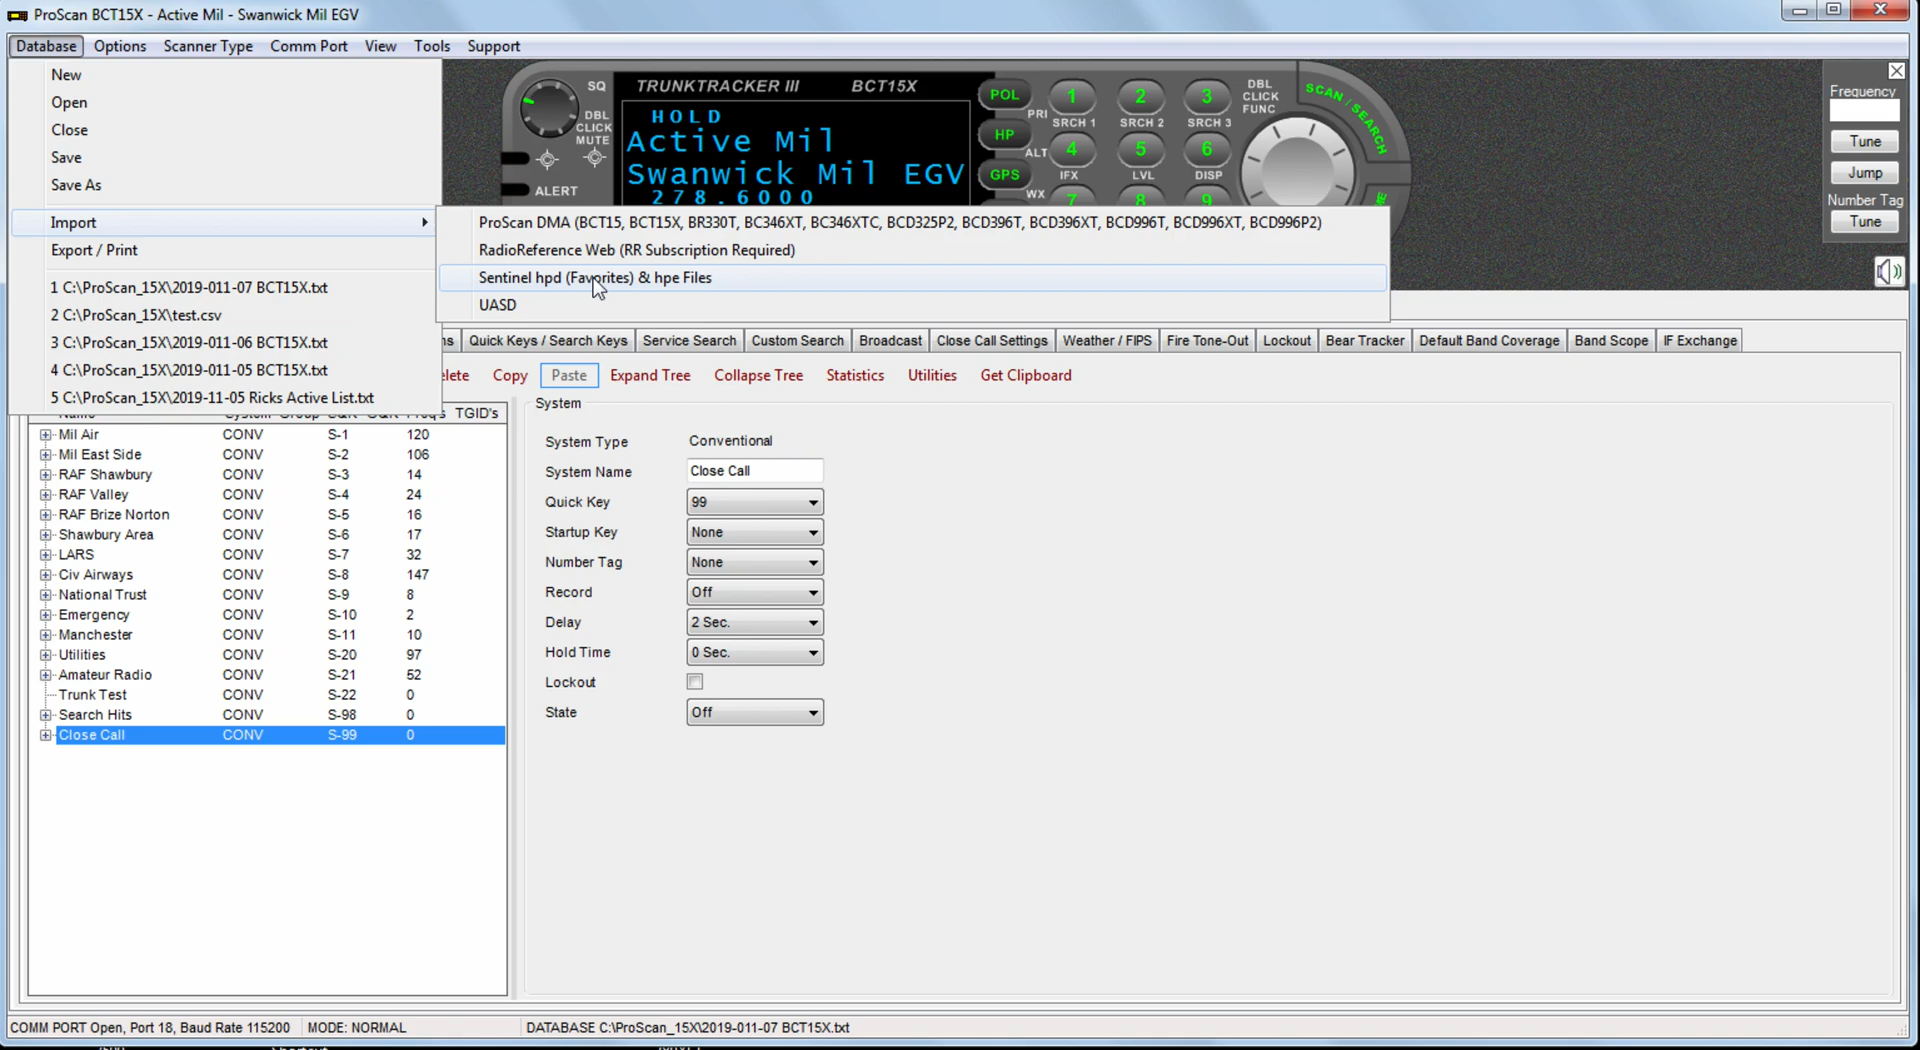 ProScan BCT15X - Active Mil - Swanwick Mil EGV
Database Options Scanner Type Comm Port View Tools Support
New
Open
Close
Save
Save As
Import
Export / Print
1 C:\ProScan_15X\2019-011-07 BCT15X.txt
2 C:\ProScan_15X\test.csv
3 C:\ProScan_15X\2019-011-06 BCT15X.txt
4 C:\ProScan_15X\2019-011-05 BCT15X.txt
5 C:\ProScan_15X\2019-11-05 Ricks Active List.txt
ProScan DMA (BCT15, BCT15X, BR330T, BC346XT, BC346XTC, BCD325P2, BCD396T, BCD396XT, BCD996T, BCD996XT, BCD996P2)
RadioReference Web (RR Subscription Required)
Sentinel hpd (Favorites) & hpe Files
UASD
SQ
DBL
CLICK
MUTE
ALERT
TRUNKTRACKER III BCT15X
HOLD
Active Mil
Swanwick Mil EGV
278.6000
POL
HP
GPS
PRI
ALT
WX
1 2 3
SRCH 1 SRCH 2 SRCH 3
4 5 6
IFX LVL DISP
7 8 9
DBL
CLICK
FUNC
SCAN / SEARCH
Frequency
Tune
Jump
Number Tag
Tune
Quick Keys / Search Keys Service Search Custom Search Broadcast Close Call Settings Weather / FIPS Fire Tone-Out Lockout Bear Tracker Default Band Coverage Band Scope IF Exchange
lete Copy Paste Expand Tree Collapse Tree Statistics Utilities Get Clipboard
TGID's
Mil Air CONV S-1 120
Mil East Side CONV S-2 106
RAF Shawbury CONV S-3 14
RAF Valley CONV S-4 24
RAF Brize Norton CONV S-5 16
Shawbury Area CONV S-6 17
LARS CONV S-7 32
Civ Airways CONV S-8 147
National Trust CONV S-9 8
Emergency CONV S-10 2
Manchester CONV S-11 10
Utilities CONV S-20 97
Amateur Radio CONV S-21 52
Trunk Test CONV S-22 0
Search Hits CONV S-98 0
Close Call CONV S-99 0
System
System Type Conventional
System Name Close Call
Quick Key 99
Startup Key None
Number Tag None
Record Off
Delay 2 Sec.
Hold Time 0 Sec.
Lockout
State Off
COMM PORT Open, Port 18, Baud Rate 115200 MODE: NORMAL DATABASE C:\ProScan_15X\2019-011-07 BCT15X.txt